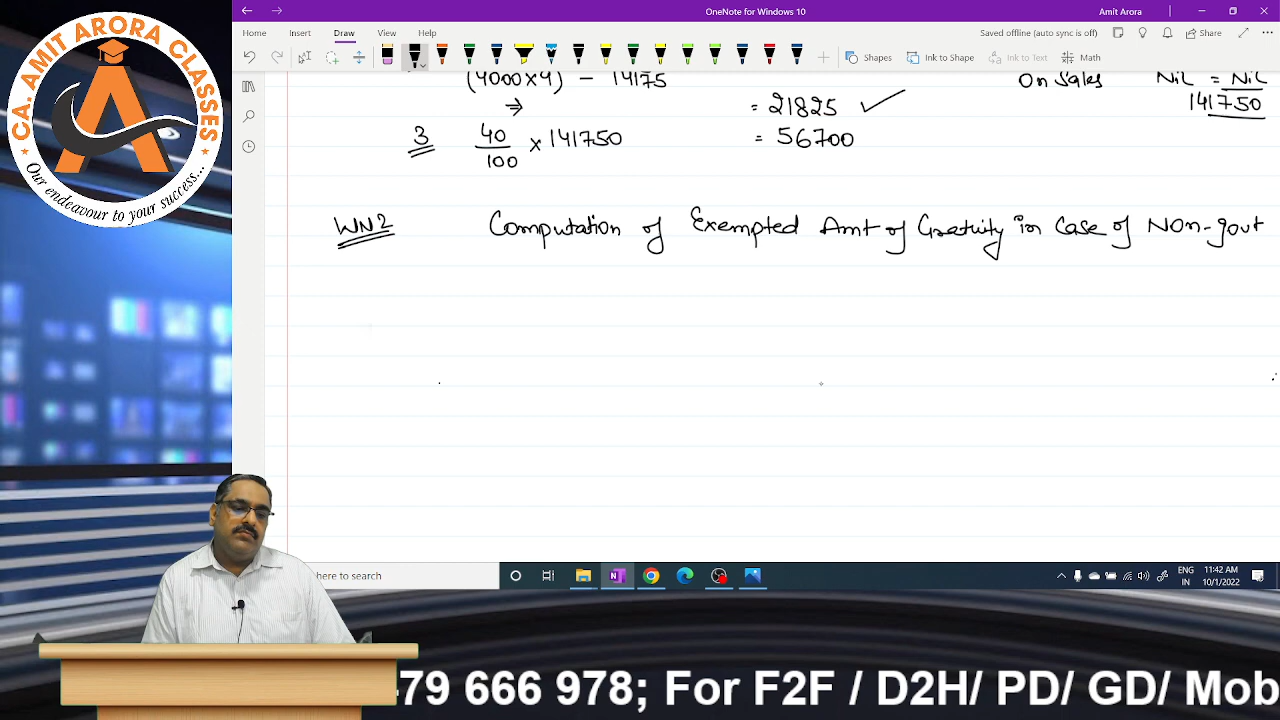 CA. AMIT ARORA CLASSES
Our endeavour to your success...
OneNote for Windows 10
Amit Arora
Home Insert Draw View Help
Saved offline (auto sync is off)
Share
Shapes Ink to Shape Ink to Text Math
(4000x4) - 14175
On Sales Nil = Nil
→ = 21825 ✓
141750
3 40/100 x 141750 = 56700
WN2 Computation of Exempted Amt of Gratuity in Case of Non-govt
here to search
ENG
IN
11:42 AM
10/1/2022
79 666 978; For F2F / D2H/ PD/ GD/ Mob